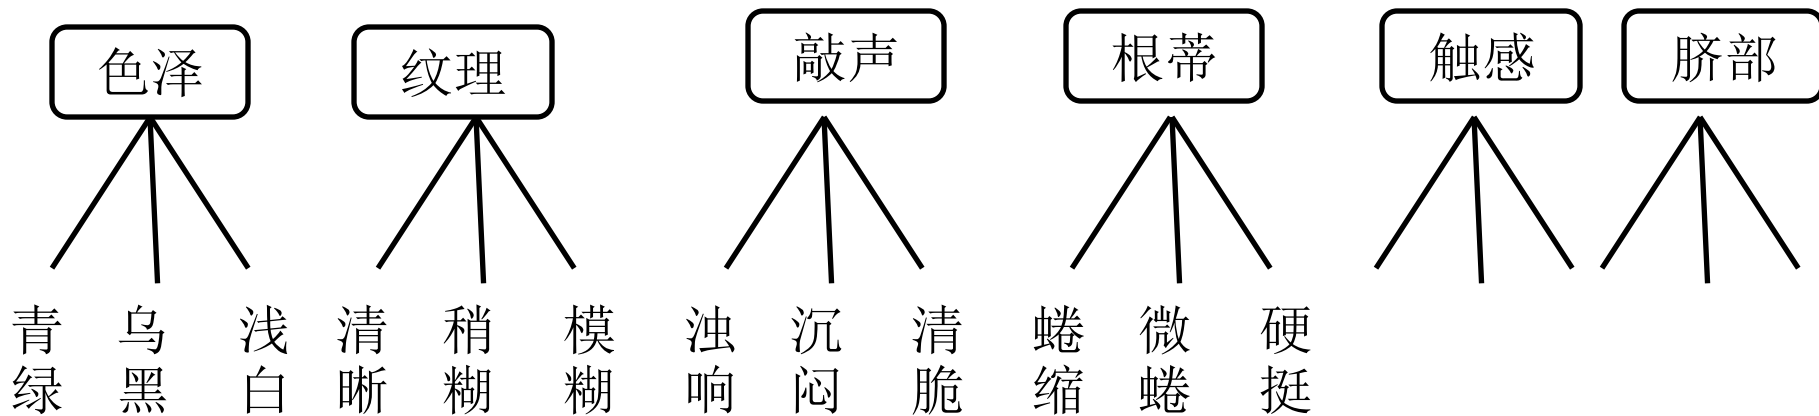 色泽 纹理 敲声 根蒂 触感 脐部
青绿 乌黑 浅白 清晰 稍糊 模糊 浊响 沉闷 清脆 蜷缩 微蜷 硬挺